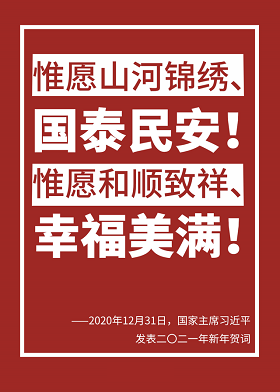 惟愿山河锦绣、
国泰民安！
惟愿和顺致祥、
幸福美满！
——2020年12月31日，国家主席习近平
发表二〇二一年新年贺词